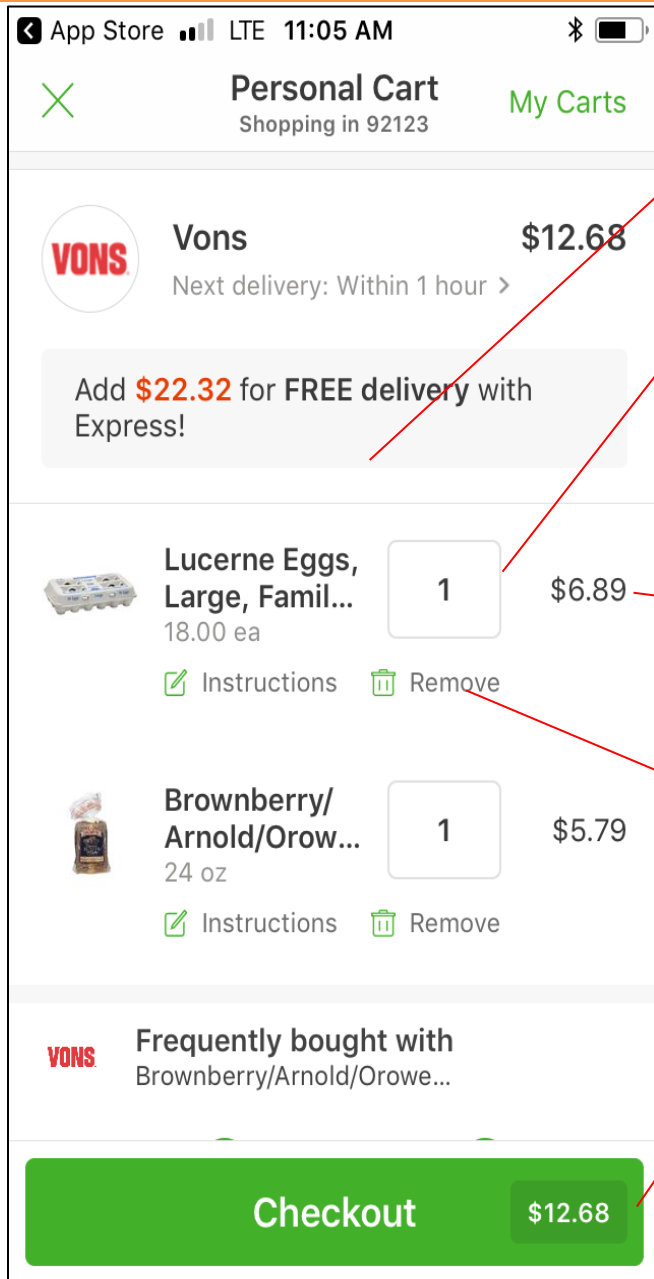 App Store LTE 11:05 AM
Personal Cart
My Carts
Shopping in 92123
VONS
Vons
$12.68
Next delivery: Within 1 hour >
Add $22.32 for FREE delivery with
Express!
Lucerne Eggs,
Large, Famil...
18.00 ea
1
$6.89
Instructions
Remove
Brownberry/
Arnold/Orow...
24 oz
1
$5.79
Instructions
Remove
VONS
Frequently bought with
Brownberry/Arnold/Orowe...
Checkout
$12.68